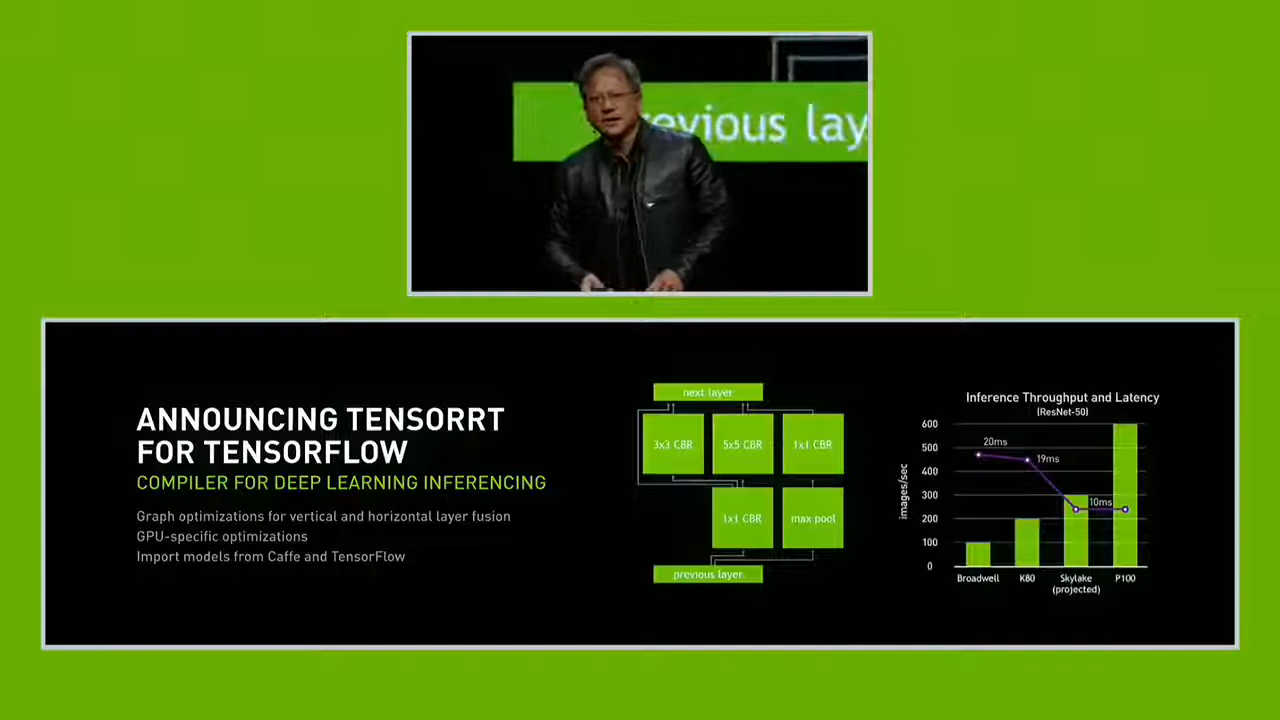 revious lay
ANNOUNCING TENSORRT
FOR TENSORFLOW
COMPILER FOR DEEP LEARNING INFERENCING
Graph optimizations for vertical and horizontal layer fusion
GPU-specific optimizations
Import models from Caffe and TensorFlow
next layer
3x3 CBR
5x5 CBR
1x1 CBR
1x1 CBR
max pool
previous layer
Inference Throughput and Latency
(ResNet-50)
images/sec
600
500
400
300
200
100
0
20ms
19ms
10ms
Broadwell
K80
Skylake
(projected)
P100